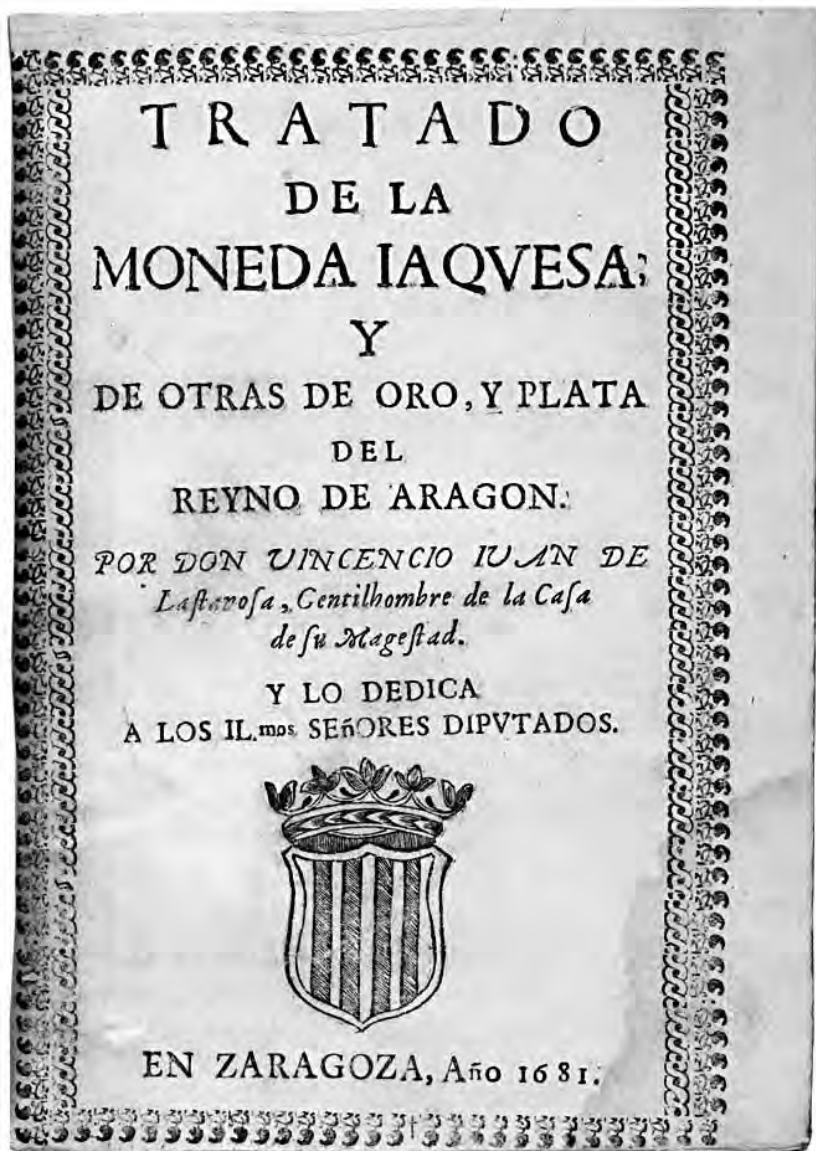 TRATADO
DE LA
MONEDA IAQVESA;
Y
DE OTRAS DE ORO, Y PLATA
DEL
REYNO DE ARAGON.
POR DON VINCENCIO IUAN DE
Laſtanoſa, Gentilhombre de la Caſa
de ſu Mageſtad.
Y LO DEDICA
A LOS IL.mos SEñORES DIPVTADOS.
EN ZARAGOZA, Año 1681.